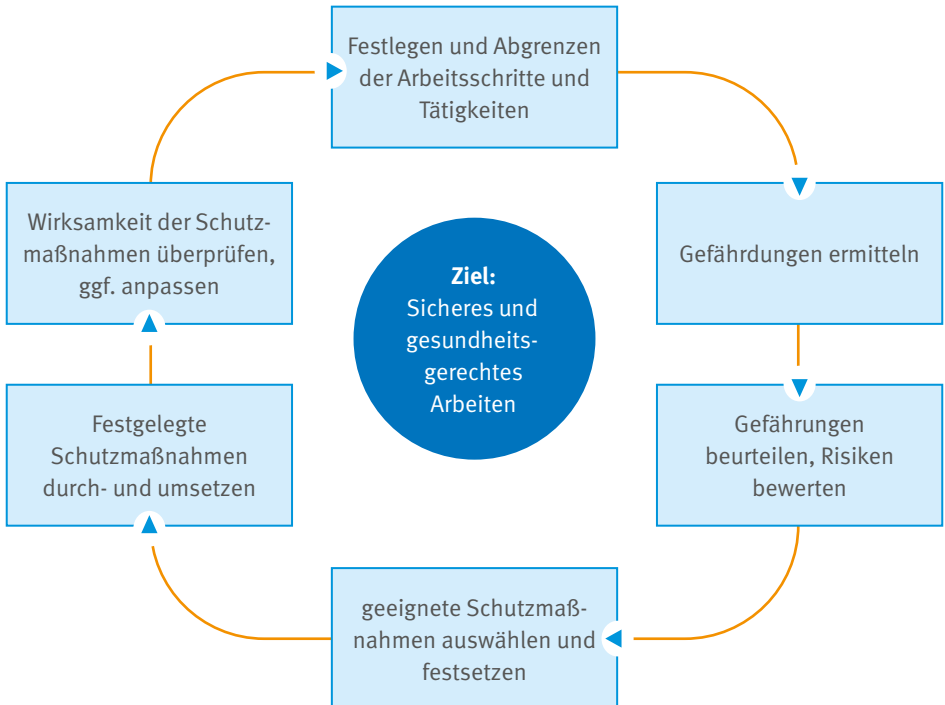 Festlegen und Abgrenzen
der Arbeitsschritte und
Tätigkeiten
Gefährdungen ermitteln
Gefährungen
beurteilen, Risiken
bewerten
geeignete Schutzmaß-
nahmen auswählen und
festsetzen
Festgelegte
Schutzmaßnahmen
durch- und umsetzen
Wirksamkeit der Schutz-
maßnahmen überprüfen,
ggf. anpassen
Ziel:
Sicheres und
gesundheits-
gerechtes
Arbeiten